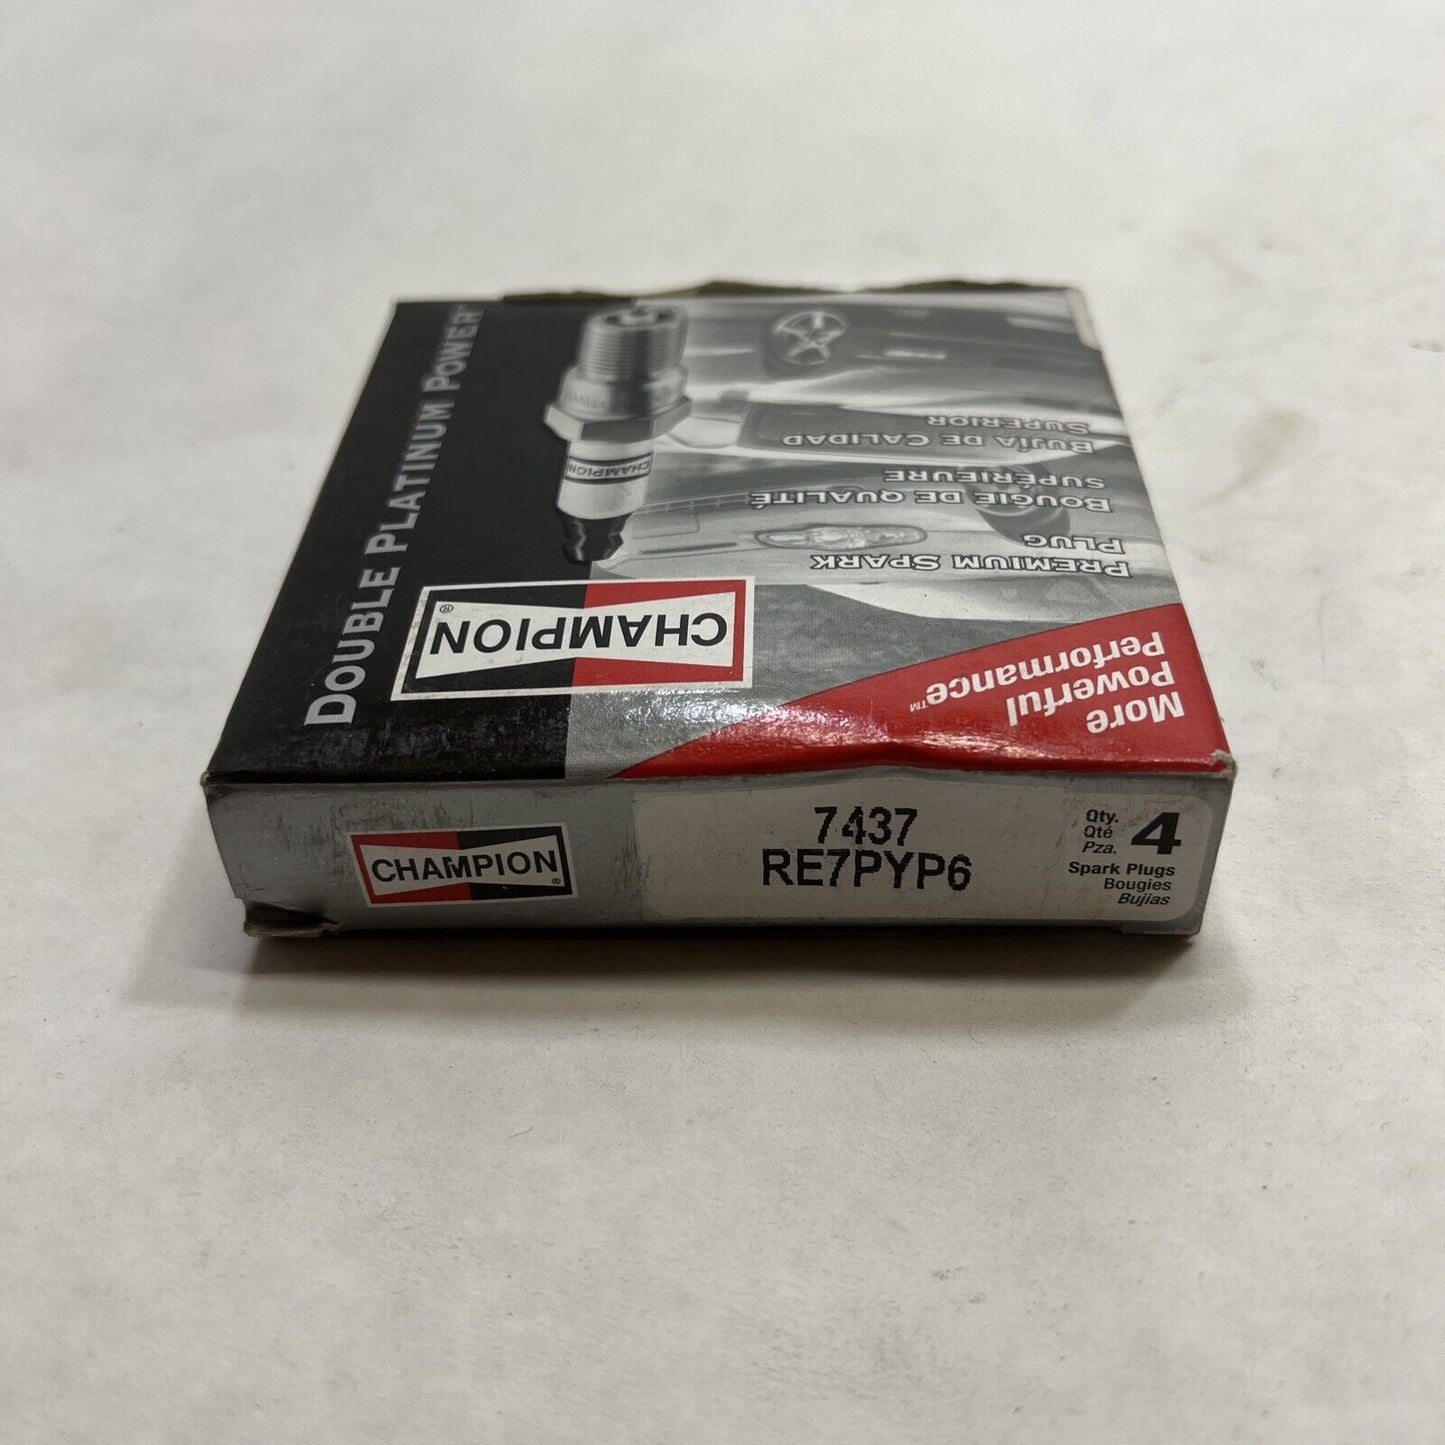 DOUBLE PLATINUM POWER™
CHAMPION
CHAMPION®
PREMIUM SPARK
PLUG
BOUGIE DE QUALITÉ
SUPÉRIEURE
BUJÍA DE CALIDAD
SUPERIOR
More
Powerful
Performance™
CHAMPION®
7437
RE7PYP6
Qty.
Qté
Pza.
4
Spark Plugs
Bougies
Bujias